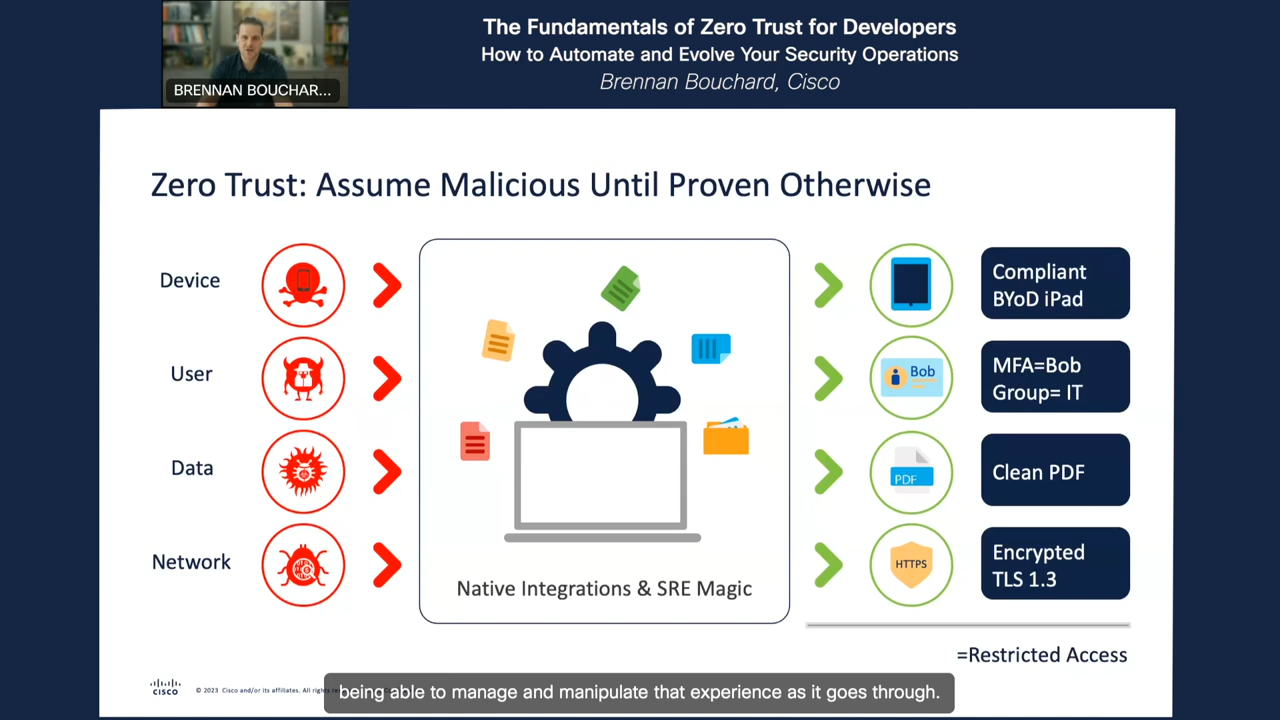 The Fundamentals of Zero Trust for Developers
How to Automate and Evolve Your Security Operations
Brennan Bouchard, Cisco
BRENNAN BOUCHAR...
Zero Trust: Assume Malicious Until Proven Otherwise
Device
Compliant
BYoD iPad
User
Bob
MFA=Bob
Group= IT
Data
PDF
Clean PDF
Network
HTTPS
Encrypted
TLS 1.3
Native Integrations & SRE Magic
=Restricted Access
CISCO
© 2023 Cisco and/or its affiliates. All rights
being able to manage and manipulate that experience as it goes through.